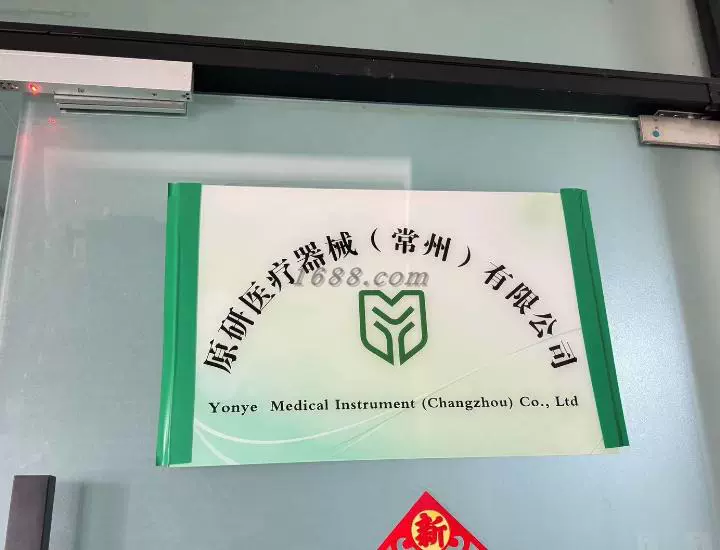 原研医疗器械（常州）有限公司
1688.com
Yonye Medical Instrument (Changzhou) Co., Ltd
新